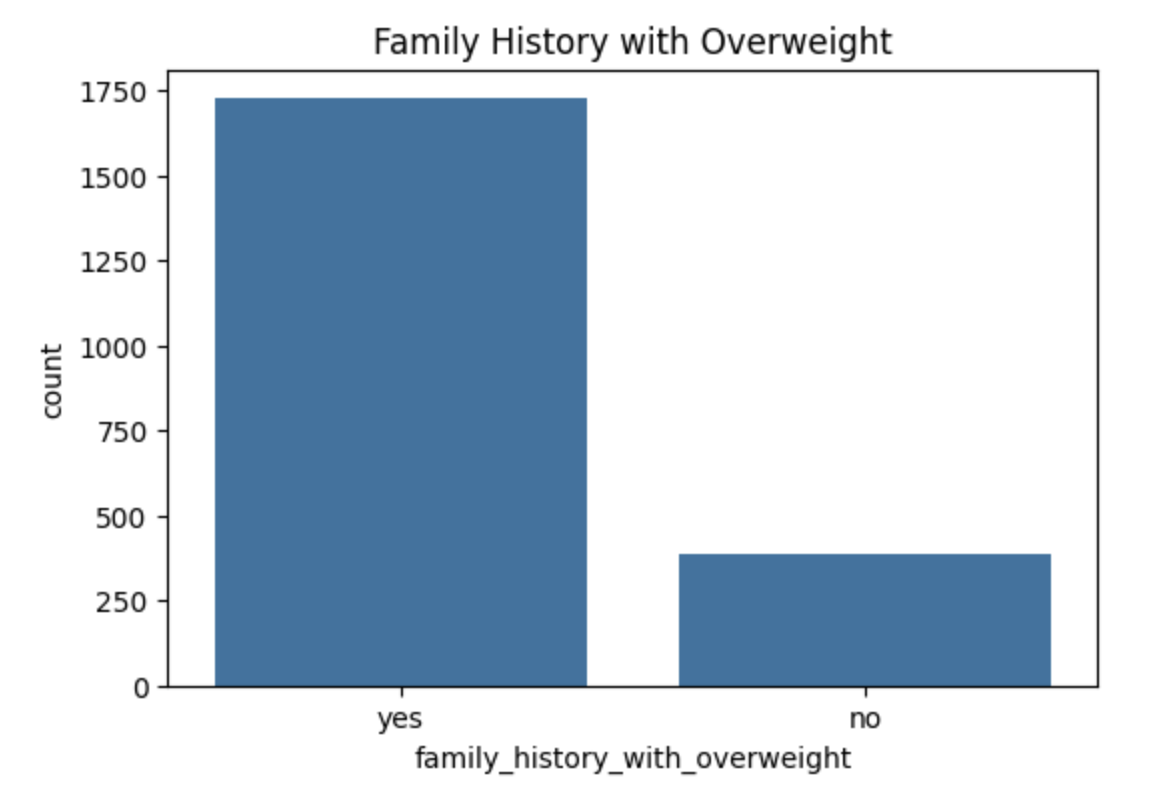 Family History with Overweight
1750
1500
1250
1000
750
500
250
0
count
yes no
family_history_with_overweight